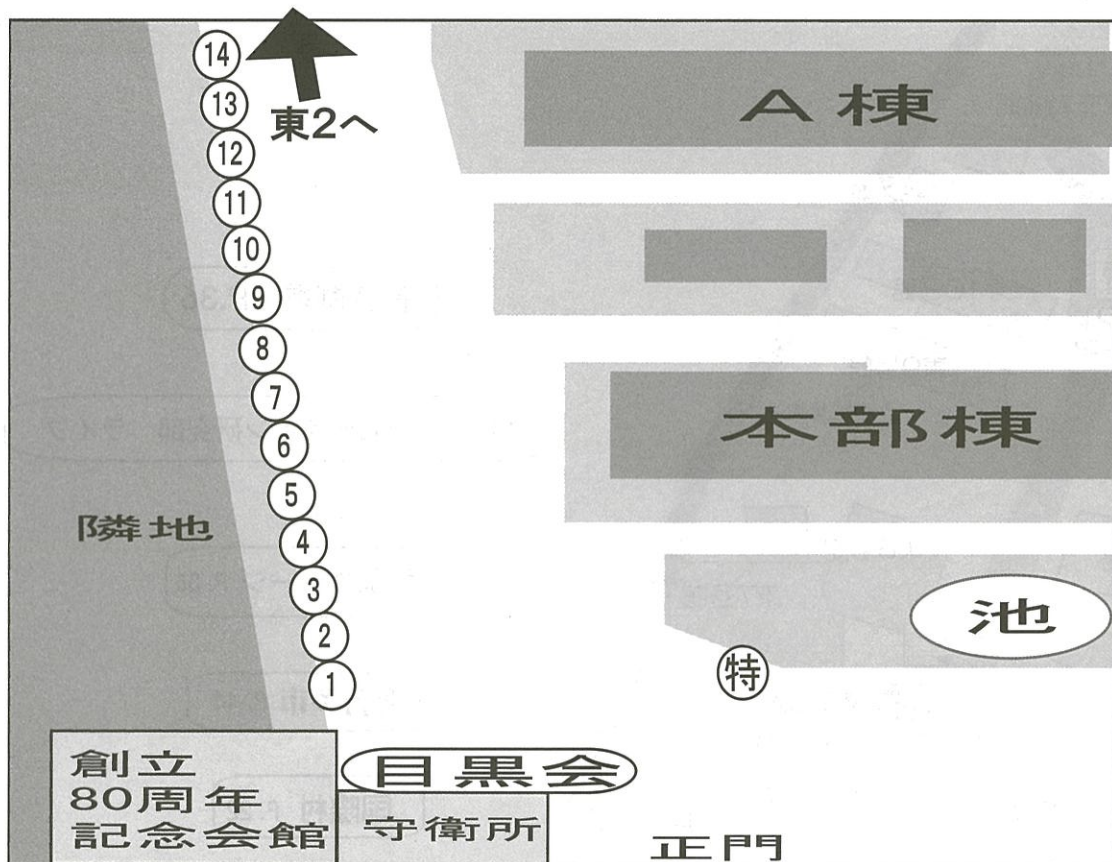 ⑭
⑬
⑫
⑪
⑩
⑨
⑧
⑦
⑥
⑤
④
③
②
①
東2へ
A棟
本部棟
隣地
池
特
創立
80周年
記念会館
目黒会
守衛所
正門